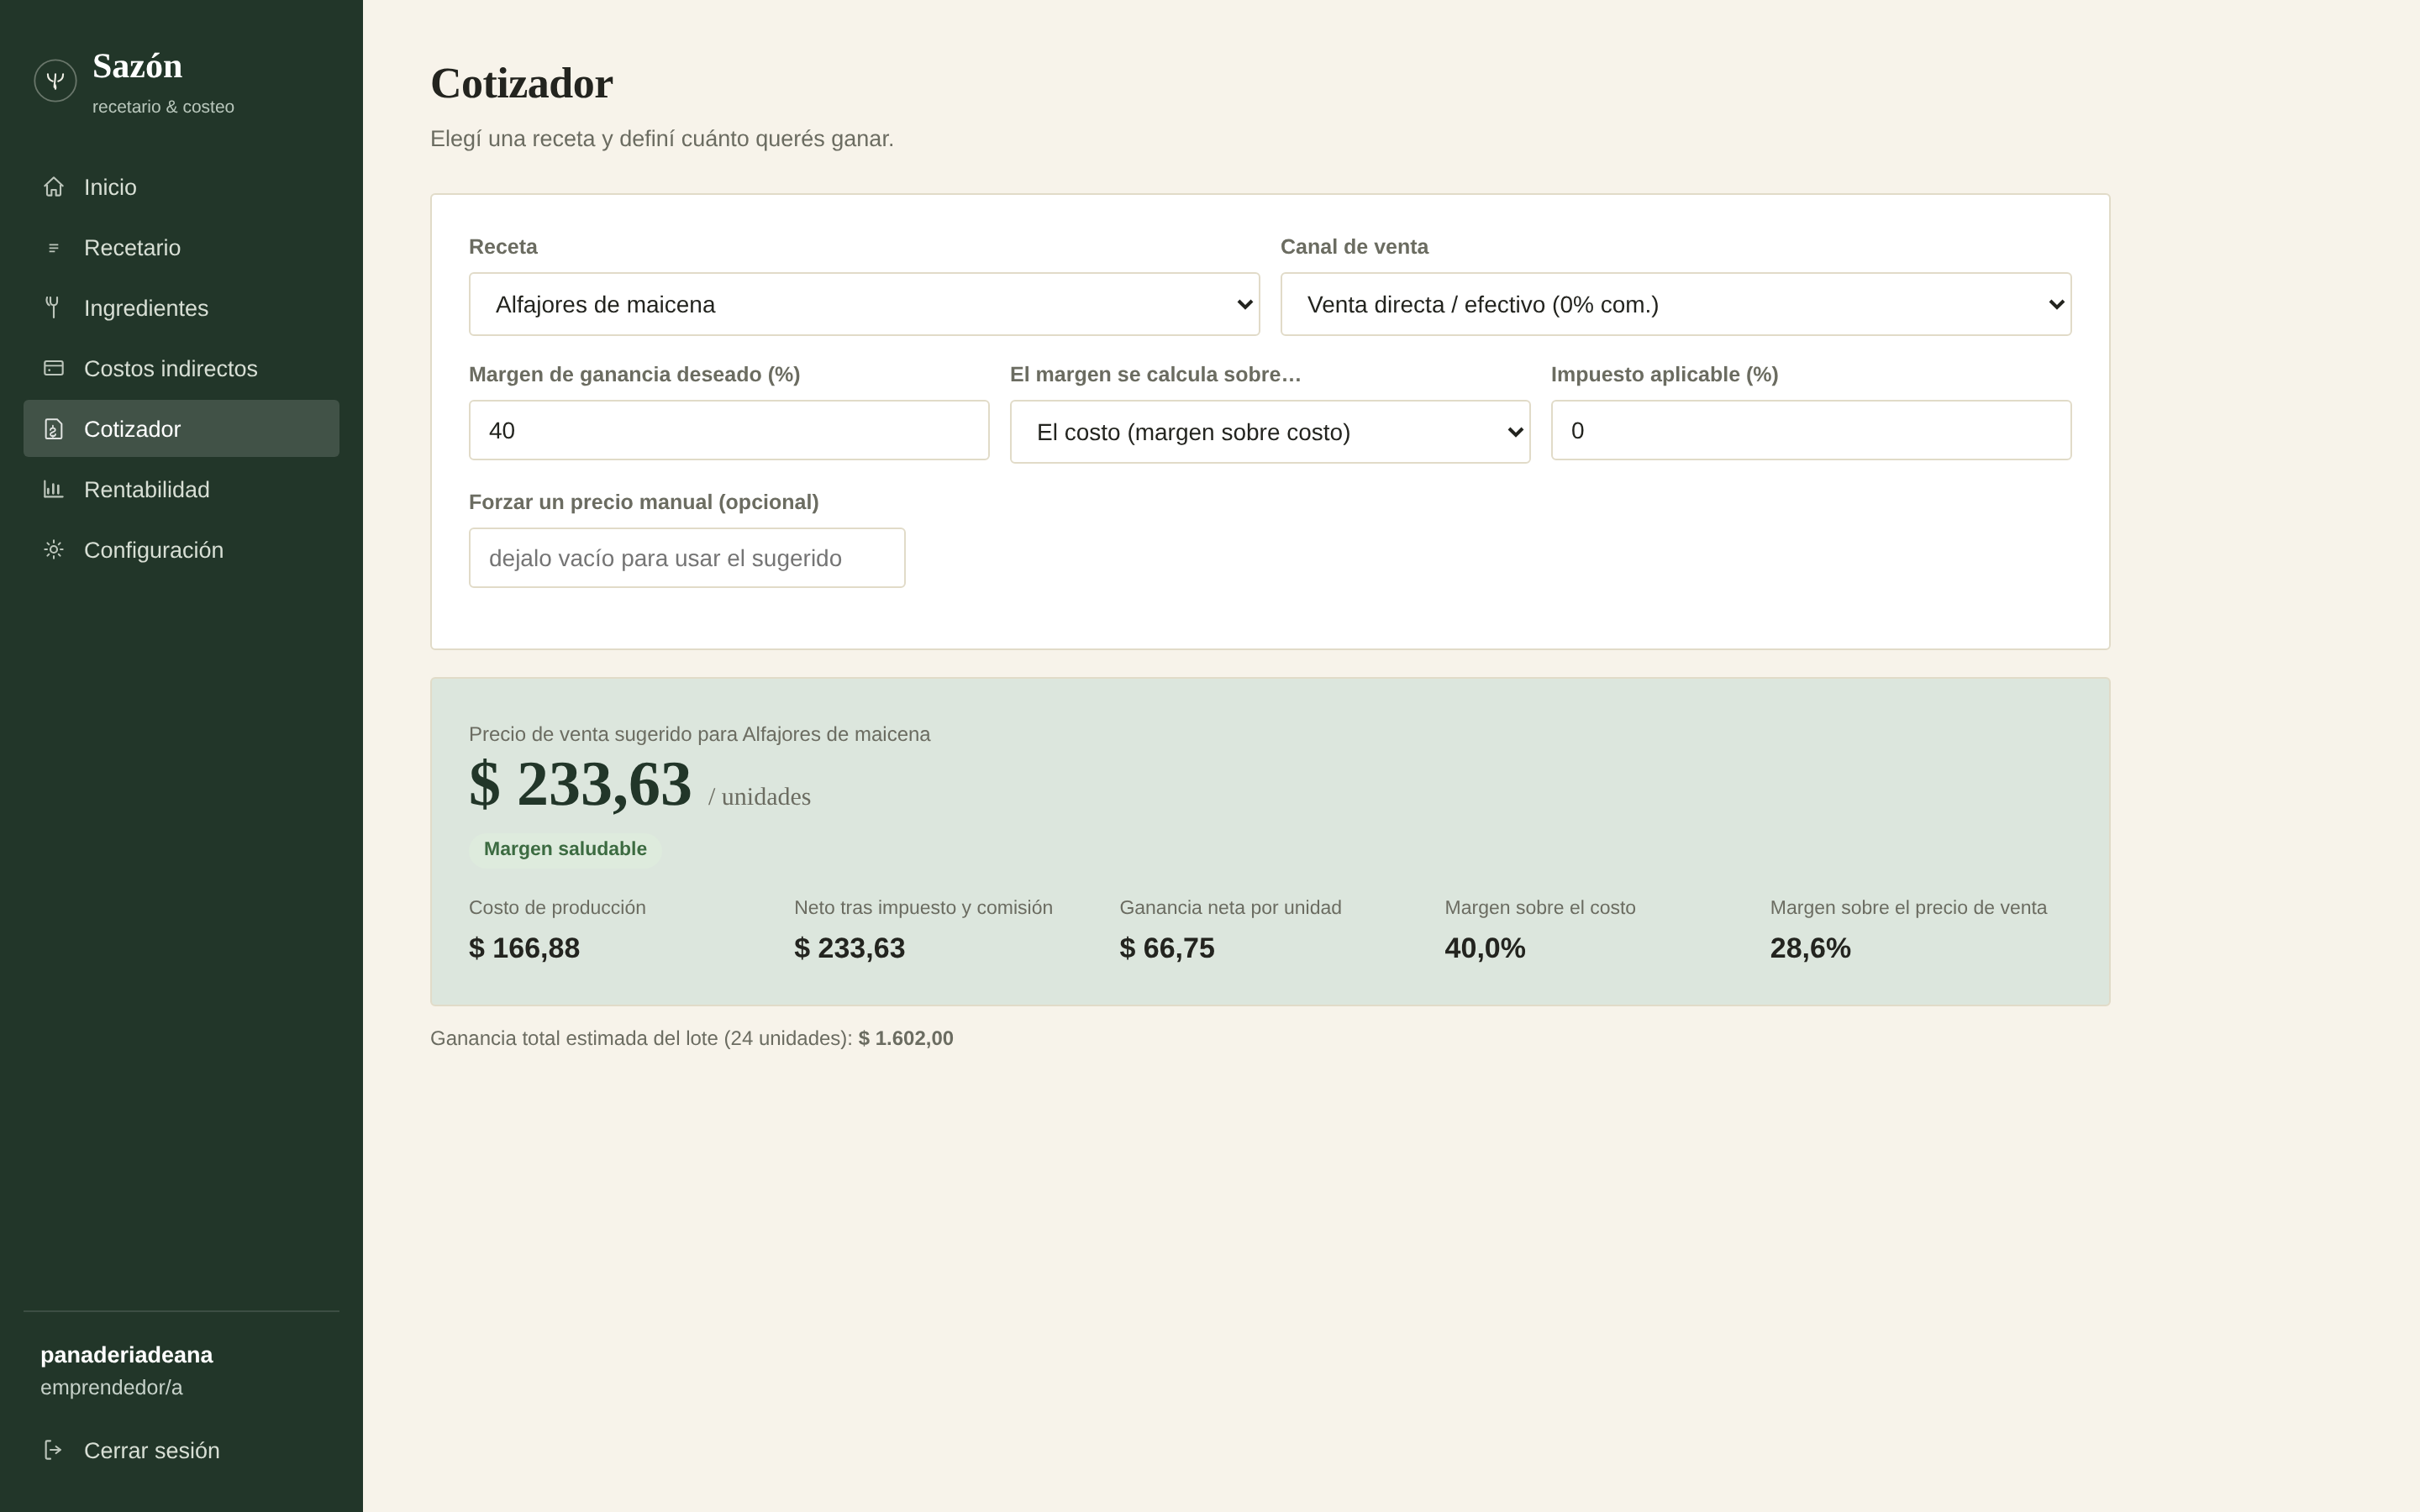 Sazón
recetario & costeo
Inicio
Recetario
Ingredientes
Costos indirectos
Cotizador
Rentabilidad
Configuración
panaderiadeana
emprendedor/a
Cerrar sesión
Cotizador
Elegí una receta y definí cuánto querés ganar.
Receta
Canal de venta
Alfajores de maicena
Venta directa / efectivo (0% com.)
Margen de ganancia deseado (%)
El margen se calcula sobre…
Impuesto aplicable (%)
40
El costo (margen sobre costo)
0
Forzar un precio manual (opcional)
dejalo vacío para usar el sugerido
Precio de venta sugerido para Alfajores de maicena
$ 233,63 / unidades
Margen saludable
Costo de producción
Neto tras impuesto y comisión
Ganancia neta por unidad
Margen sobre el costo
Margen sobre el precio de venta
$ 166,88
$ 233,63
$ 66,75
40,0%
28,6%
Ganancia total estimada del lote (24 unidades): $ 1.602,00